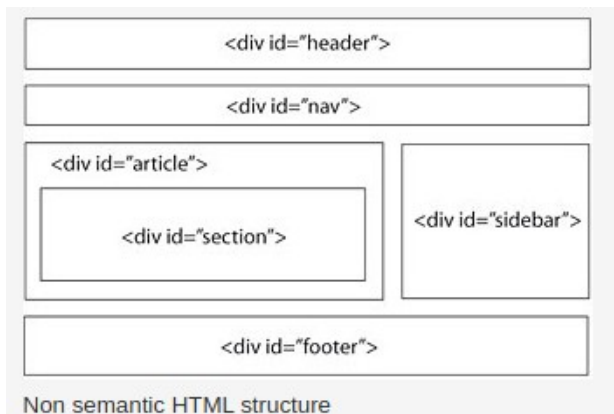 <div id="header">
<div id="nav">
<div id="article">
<div id="section">
<div id="sidebar">
<div id="footer">
Non semantic HTML structure